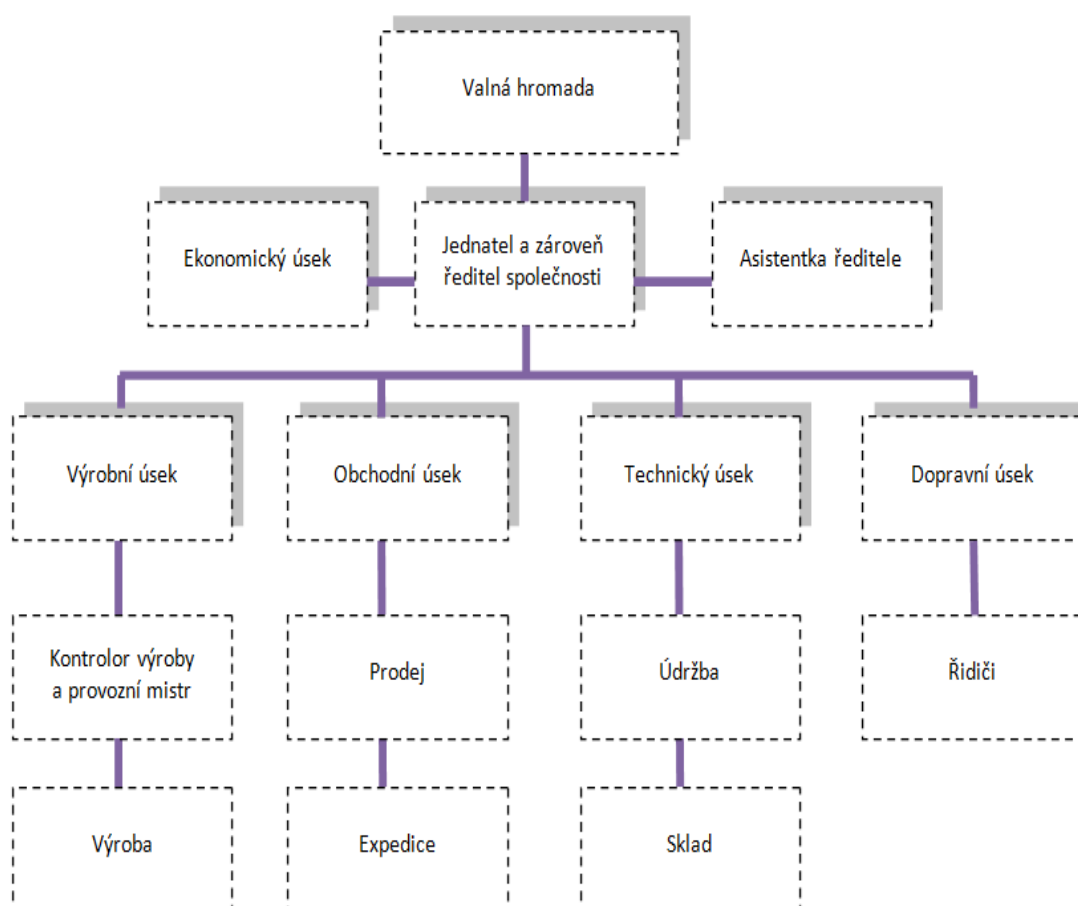 Valná hromada
Ekonomický úsek
Jednatel a zároveň
ředitel společnosti
Asistentka ředitele
Výrobní úsek
Obchodní úsek
Technický úsek
Dopravní úsek
Kontrolor výroby
a provozní mistr
Prodej
Údržba
Řidiči
Výroba
Expedice
Sklad